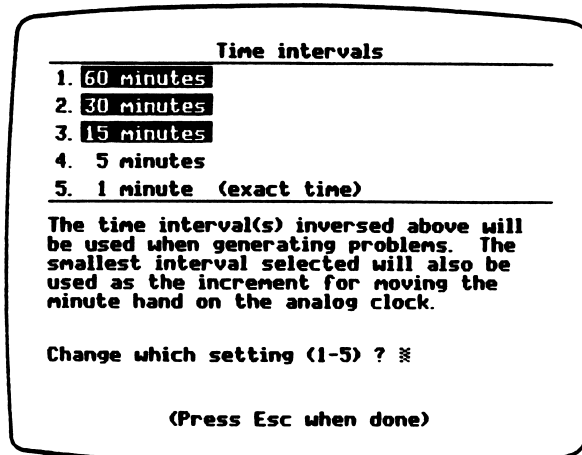 Time intervals
1. 60 minutes
2. 30 minutes
3. 15 minutes
4. 5 minutes
5. 1 minute (exact time)
The time interval(s) inversed above will
be used when generating problems. The
smallest interval selected will also be
used as the increment for moving the
minute hand on the analog clock.
Change which setting (1-5) ?
(Press Esc when done)